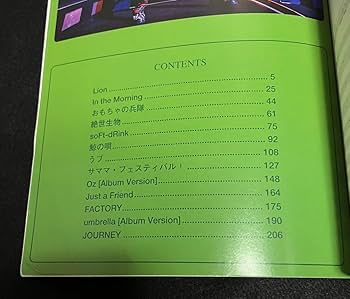 CONTENTS
Lion 5
In the Morning 25
おもちゃの兵隊 44
絶世生物 61
soFt-dRink 75
鯨の唄 92
うブ 108
サママ・フェスティバル！ 127
Oz [Album Version] 148
Just a Friend 164
FACTORY 175
umbrella [Album Version] 190
JOURNEY 206